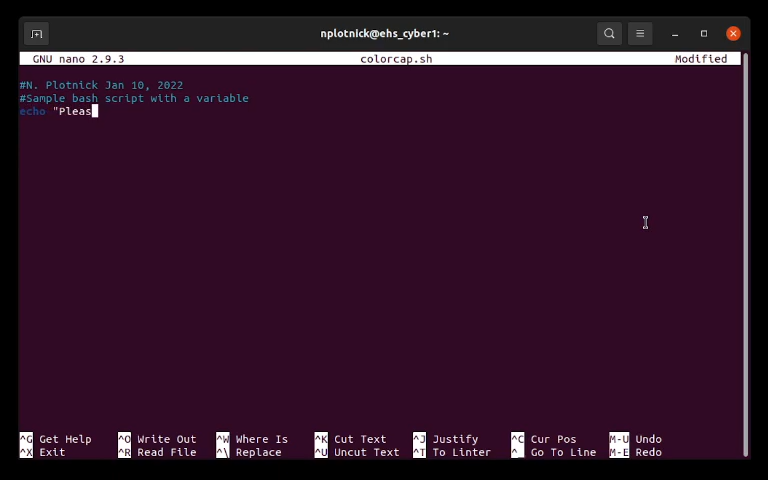 nplotnick@ehs_cyber1: ~
GNU nano 2.9.3 colorcap.sh Modified
#N. Plotnick Jan 10, 2022
#Sample bash script with a variable
echo "Pleas
^G Get Help ^O Write Out ^W Where Is ^K Cut Text ^J Justify ^C Cur Pos M-U Undo
^X Exit ^R Read File ^\ Replace ^U Uncut Text ^T To Linter ^_ Go To Line M-E Redo